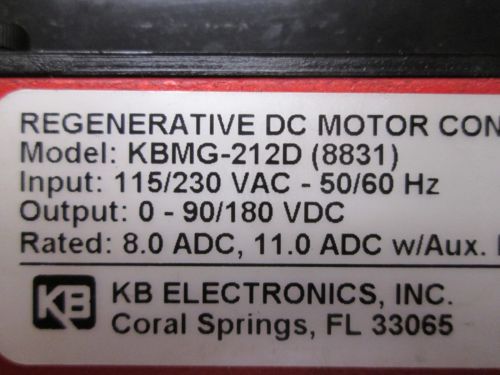 REGENERATIVE DC MOTOR CON
Model: KBMG-212D (8831)
Input: 115/230 VAC - 50/60 Hz
Output: 0 - 90/180 VDC
Rated: 8.0 ADC, 11.0 ADC w/Aux.
KB KB ELECTRONICS, INC.
Coral Springs, FL 33065